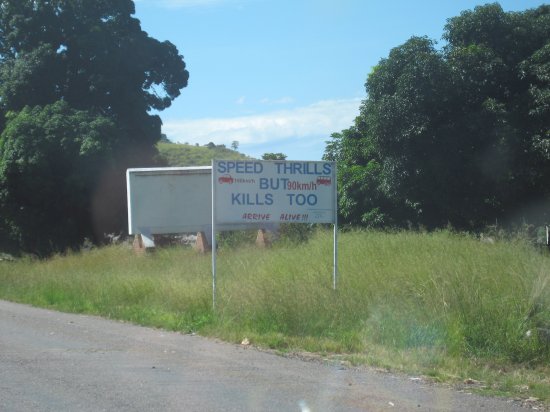 SPEED THRILLS
BUT 90km/h
KILLS TOO
ARRIVE ALIVE!!!